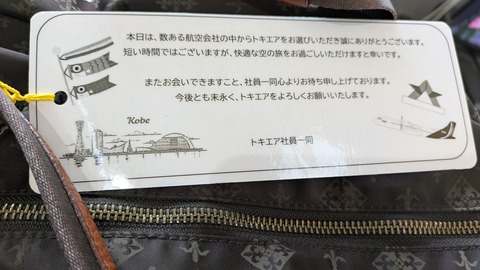 本日は、数ある航空会社の中からトキエアをお選びいただき誠にありがとうございます。
短い時間ではございますが、快適な空の旅をお過ごしいただけますと幸いです。
またお会いできますこと、社員一同心よりお待ち申し上げております。
今後とも末永く、トキエアをよろしくお願いいたします。
Kobe
トキエア社員一同